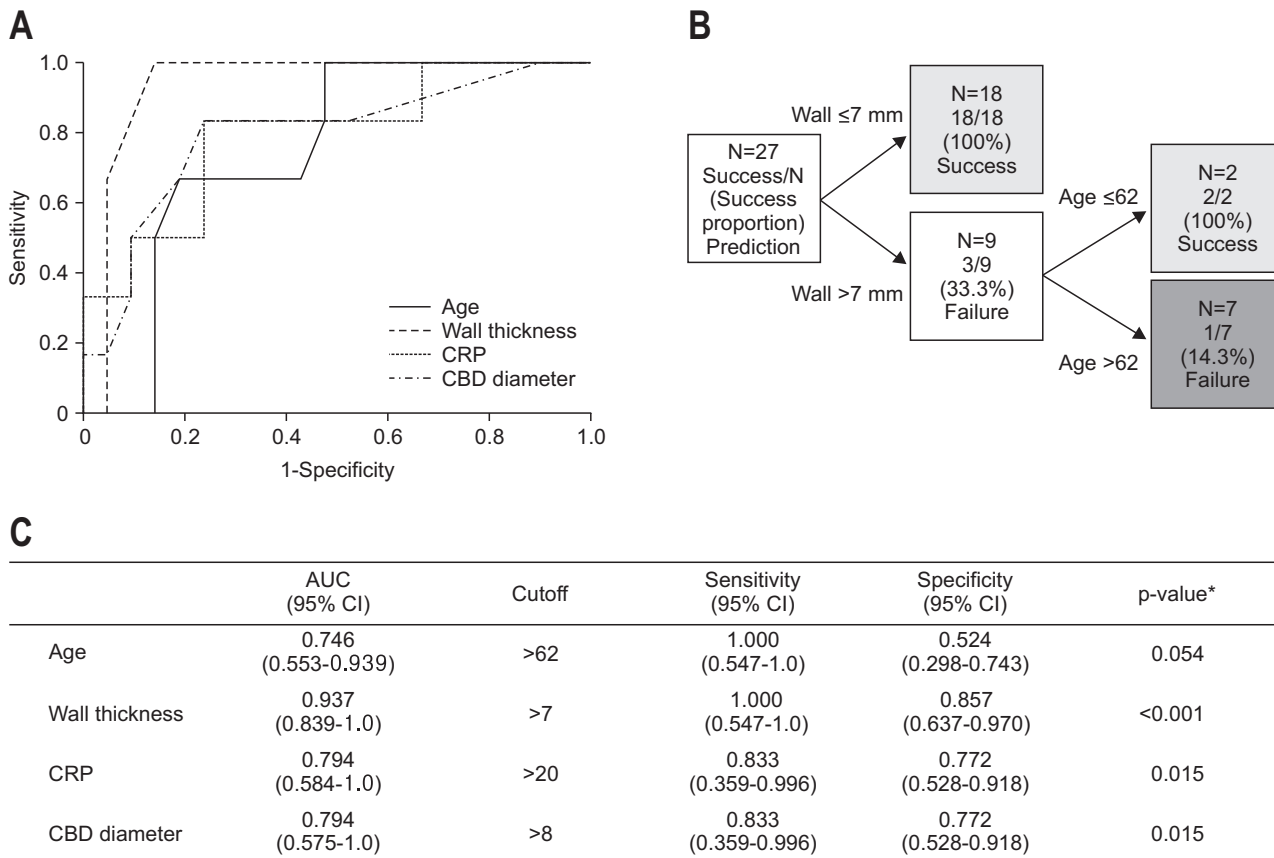 A
Sensitivity
1.0
0.8
0.6
0.4
0.2
0
0
0.2
0.4
0.6
0.8
1.0
1-Specificity
Age
Wall thickness
CRP
CBD diameter
B
N=27
Success/N
(Success
proportion)
Prediction
Wall ≤7 mm
Wall >7 mm
N=18
18/18
(100%)
Success
N=9
3/9
(33.3%)
Failure
Age ≤62
Age >62
N=2
2/2
(100%)
Success
N=7
1/7
(14.3%)
Failure
C
AUC (95% CI) Cutoff Sensitivity (95% CI) Specificity (95% CI) p-value*
Age 0.746 (0.553-0.939) >62 1.000 (0.547-1.0) 0.524 (0.298-0.743) 0.054
Wall thickness 0.937 (0.839-1.0) >7 1.000 (0.547-1.0) 0.857 (0.637-0.970) <0.001
CRP 0.794 (0.584-1.0) >20 0.833 (0.359-0.996) 0.772 (0.528-0.918) 0.015
CBD diameter 0.794 (0.575-1.0) >8 0.833 (0.359-0.996) 0.772 (0.528-0.918) 0.015